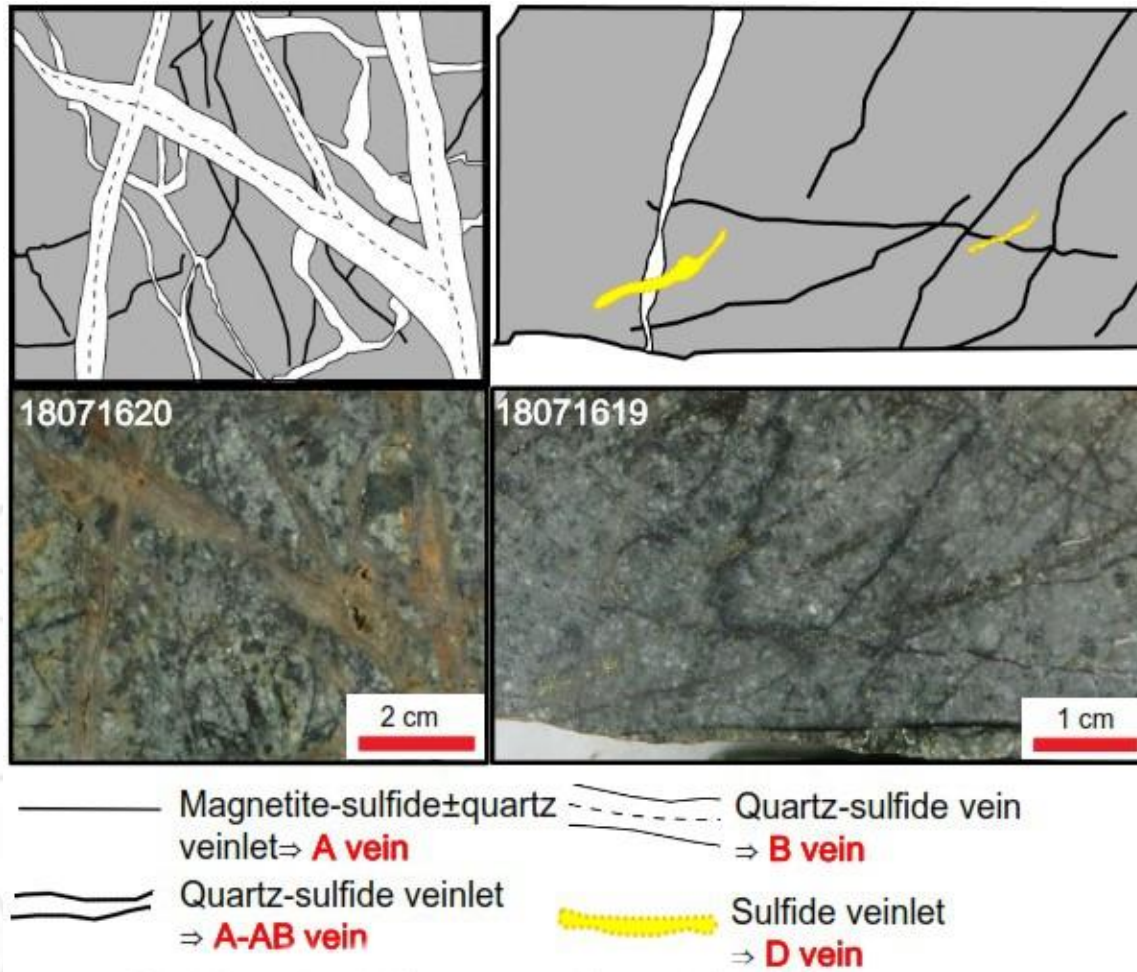 18071620
18071619
2 cm
1 cm
Magnetite-sulfide±quartz
veinlet⇒ A vein
Quartz-sulfide vein
⇒ B vein
Quartz-sulfide veinlet
⇒ A-AB vein
Sulfide veinlet
⇒ D vein